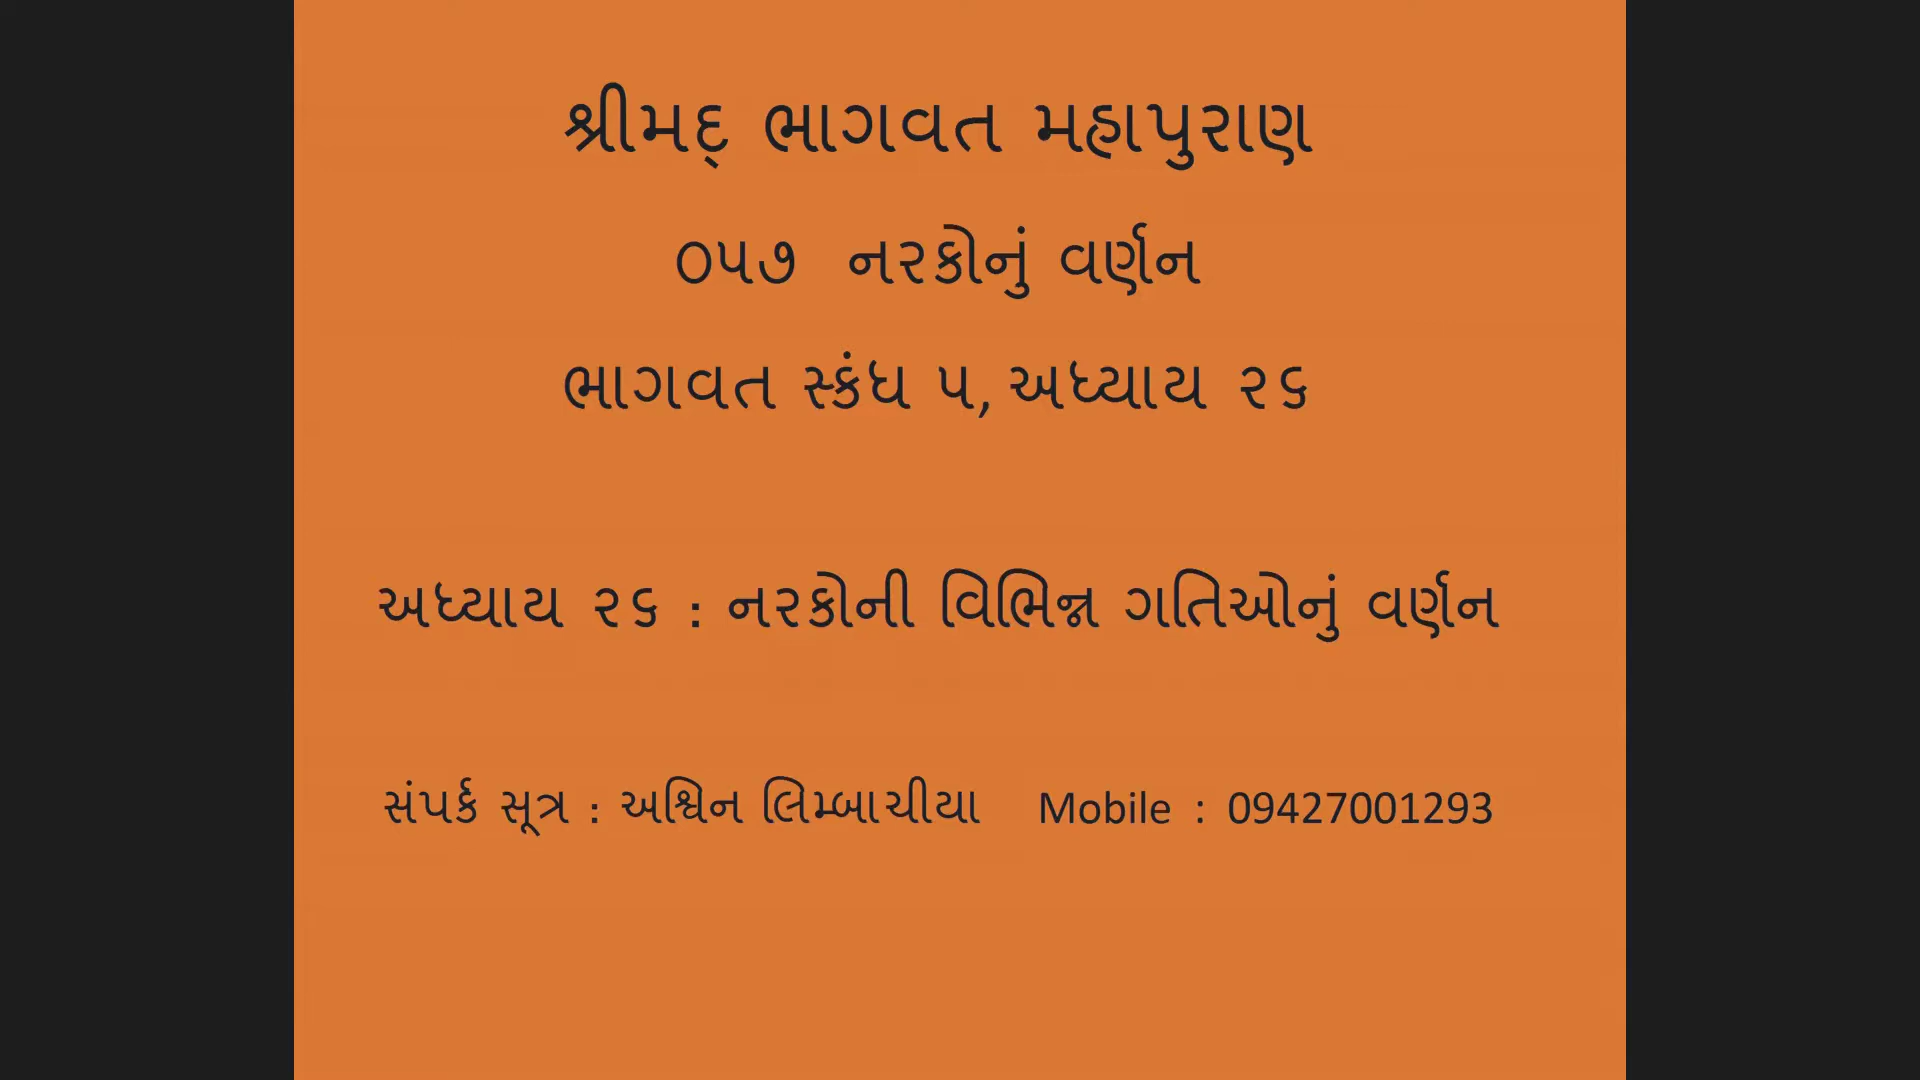 શ્રીમદ્ ભાગવત મહાપુરાણ
૦૫૭ નરકોનું વર્ણન
ભાગવત સ્કંધ ૫, અધ્યાય ૨૬
અધ્યાય ૨૬ : નરકોની વિભિન્ન ગતિઓનું વર્ણન
સંપર્ક સૂત્ર : અશ્વિન લિમ્બાચીયા Mobile : 09427001293